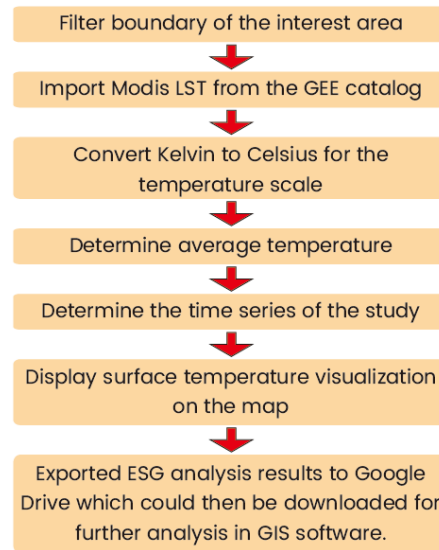 Filter boundary of the interest area
Import Modis LST from the GEE catalog
Convert Kelvin to Celsius for the
temperature scale
Determine average temperature
Determine the time series of the study
Display surface temperature visualization
on the map
Exported ESG analysis results to Google
Drive which could then be downloaded for
further analysis in GIS software.